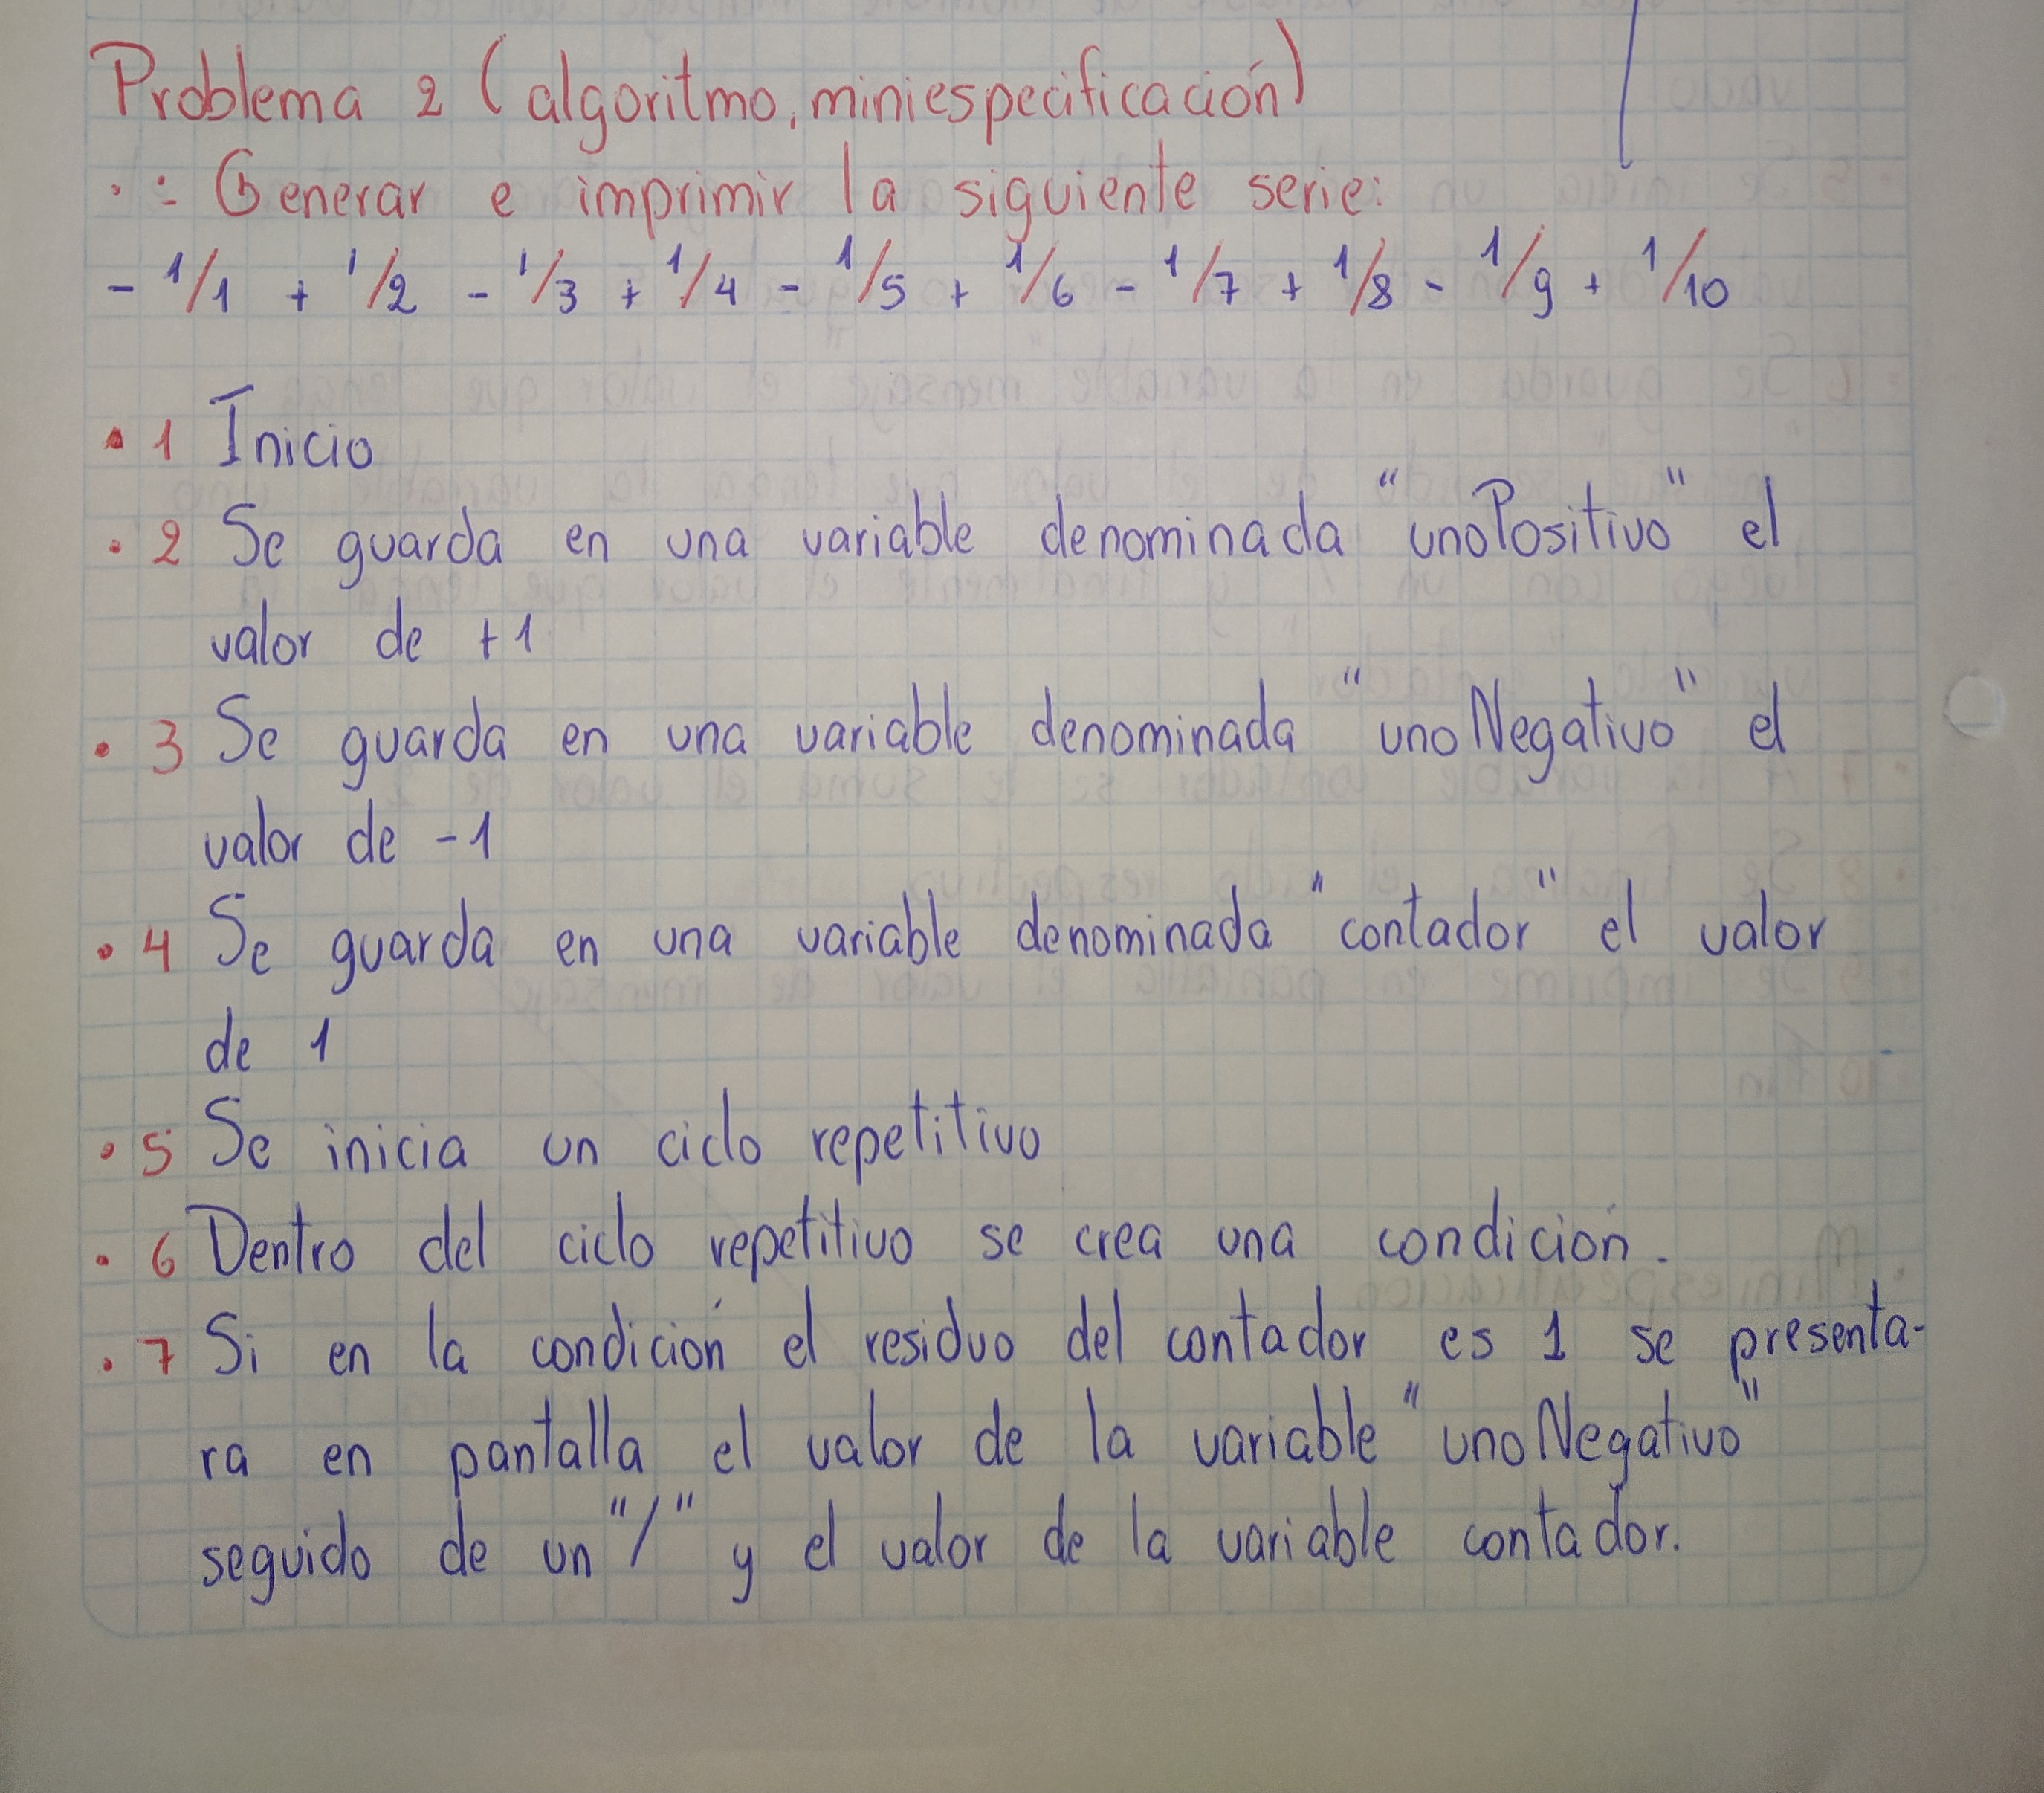 Problema 2 (algoritmo, miniespecificación)
∴ Generar e imprimir la siguiente serie:
- 1/1 + 1/2 - 1/3 + 1/4 - 1/5 + 1/6 - 1/7 + 1/8 - 1/9 + 1/10
• 1 Inicio
• 2 Se guarda en una variable denominada "unoPositivo" el
valor de +1
• 3 Se guarda en una variable denominada "unoNegativo" el
valor de -1
• 4 Se guarda en una variable denominada "contador" el valor
de 1
• 5 Se inicia un ciclo repetitivo
• 6 Dentro del ciclo repetitivo se crea una condición.
• 7 Si en la condición el residuo del contador es 1 se presenta-
ra en pantalla el valor de la variable "unoNegativo"
seguido de un "/" y el valor de la variable contador.